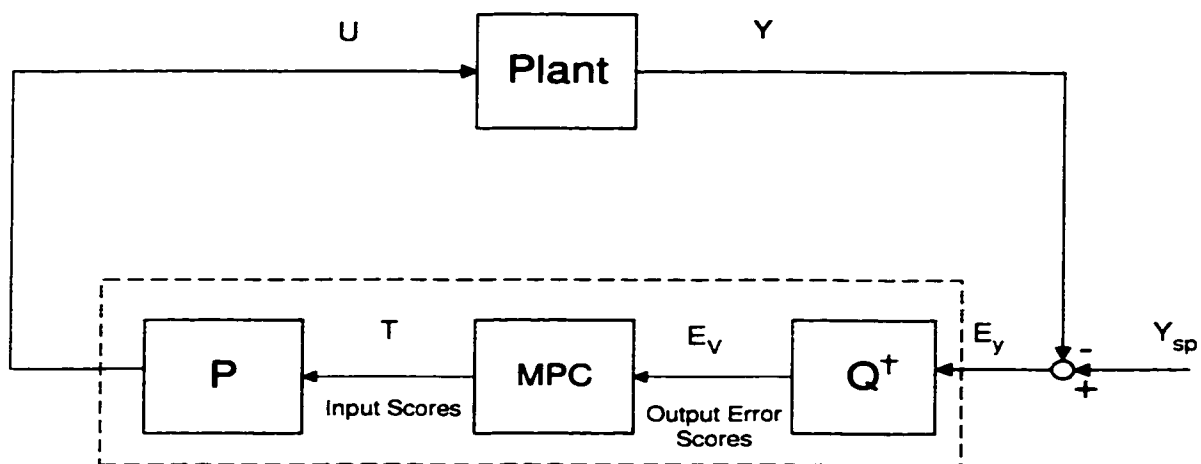 U
Plant
Y
P
T
Input Scores
MPC
E_V
Output Error
Scores
Q†
E_y
-
+
Y_sp